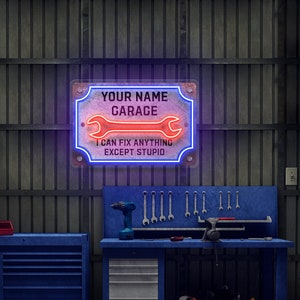 YOUR NAME
GARAGE
I CAN FIX ANYTHING
EXCEPT STUPID